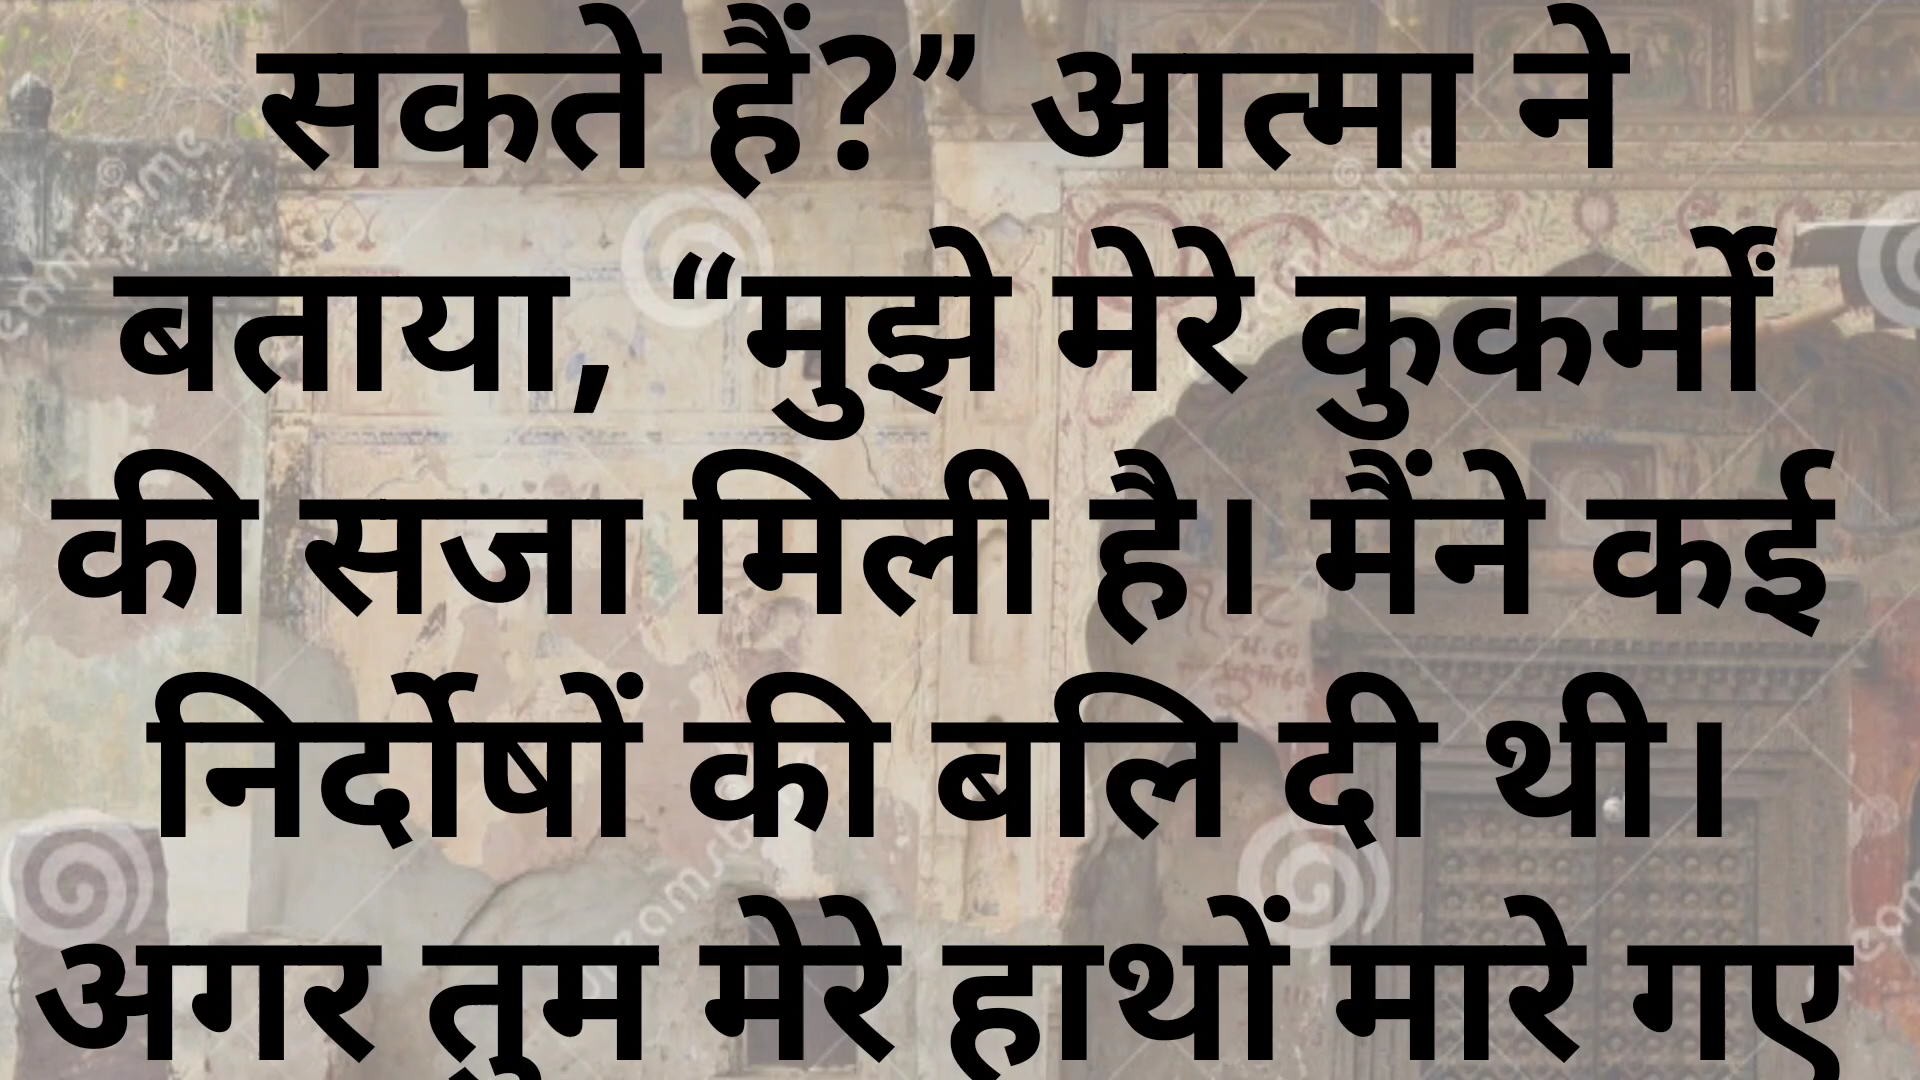 सकते हैं?” आत्मा ने
बताया, “मुझे मेरे कुकर्मों
की सजा मिली है। मैंने कई
निर्दोषों की बलि दी थी।
अगर तुम मेरे हाथों मारे गए